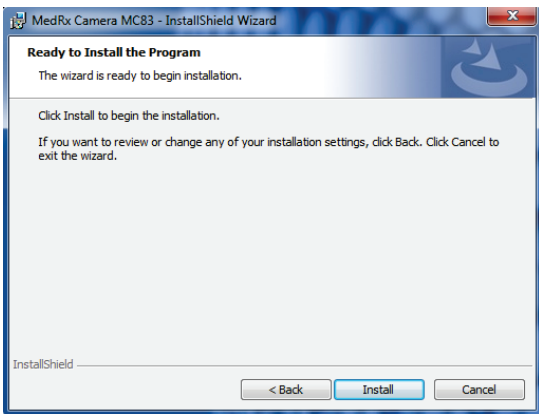 MedRx Camera MC83 - InstallShield Wizard
Ready to Install the Program
The wizard is ready to begin installation.
Click Install to begin the installation.
If you want to review or change any of your installation settings, click Back. Click Cancel to
exit the wizard.
InstallShield
< Back
Install
Cancel